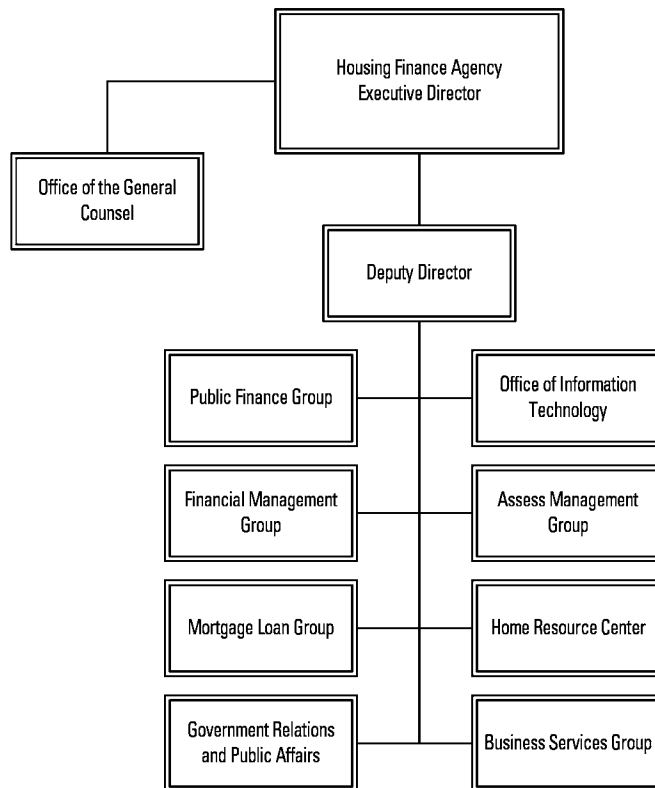 Housing Finance Agency
Executive Director
Office of the General
Counsel
Deputy Director
Public Finance Group
Office of Information
Technology
Financial Management
Group
Assess Management
Group
Mortgage Loan Group
Home Resource Center
Government Relations
and Public Affairs
Business Services Group